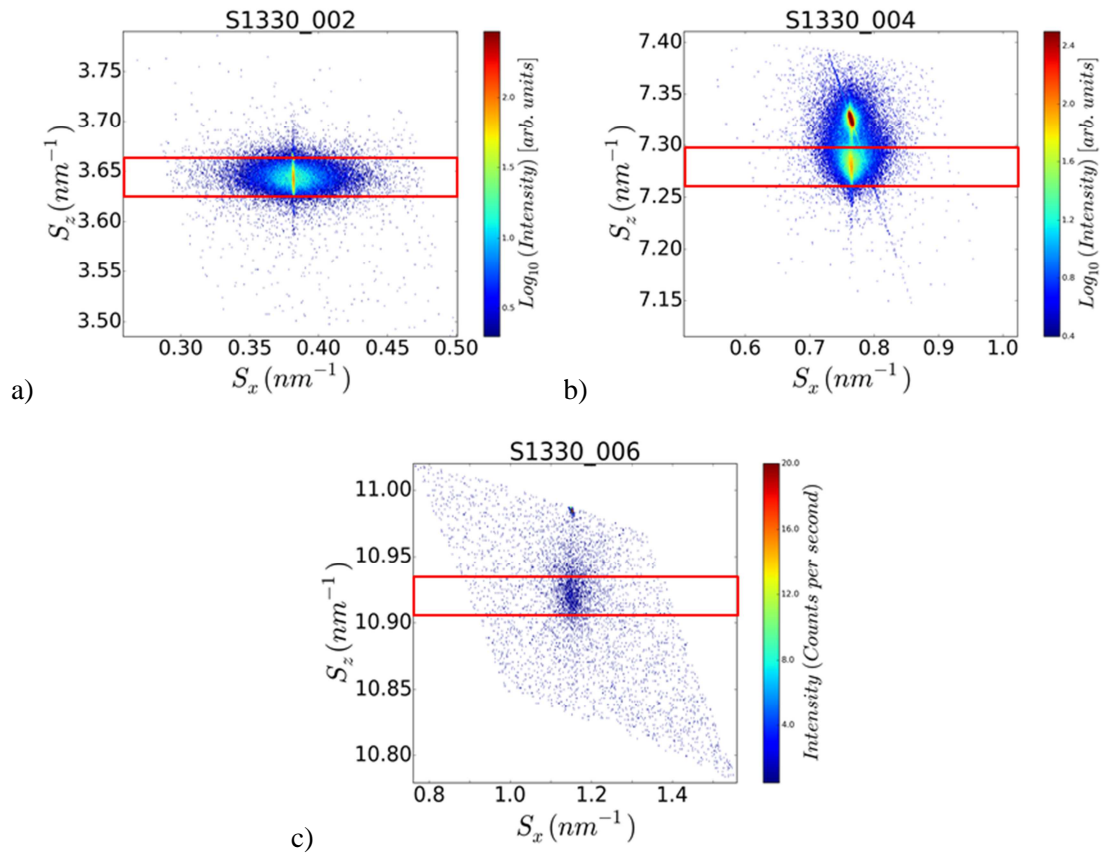 S1330_002
3.75
3.70
3.65
3.60
3.55
3.50
0.30 0.35 0.40 0.45 0.50
S_z (nm^{-1})
S_x (nm^{-1})
2.0
1.5
1.0
0.5
Log_{10} (Intensity) [arb. units]
a)
S1330_004
7.40
7.35
7.30
7.25
7.20
7.15
0.6 0.7 0.8 0.9 1.0
S_z (nm^{-1})
S_x (nm^{-1})
2.4
2.0
1.6
1.2
0.8
0.4
Log_{10} (Intensity) [arb. units]
b)
S1330_006
11.00
10.95
10.90
10.85
10.80
0.8 1.0 1.2 1.4
S_z (nm^{-1})
S_x (nm^{-1})
20.0
16.0
12.0
8.0
4.0
Intensity (Counts per second)
c)